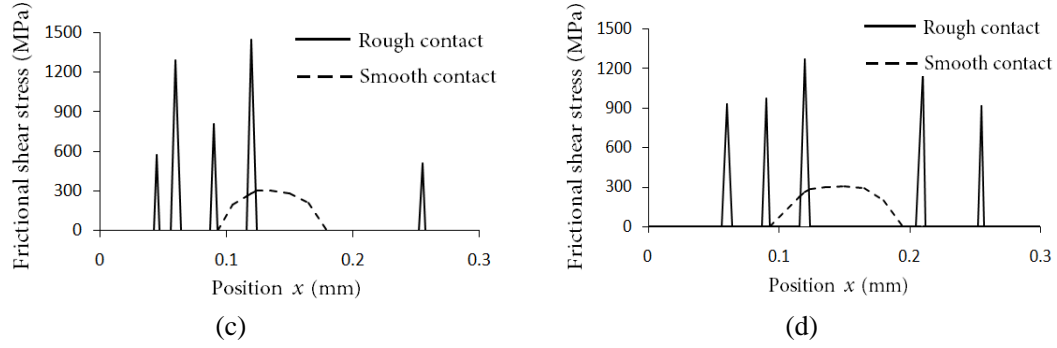 Frictional shear stress (MPa)
1500
1200
900
600
300
0
0
0.1
0.2
0.3
Position x (mm)
Rough contact
Smooth contact
(c)
Frictional shear stress (MPa)
1500
1200
900
600
300
0
0
0.1
0.2
0.3
Position x (mm)
Rough contact
Smooth contact
(d)